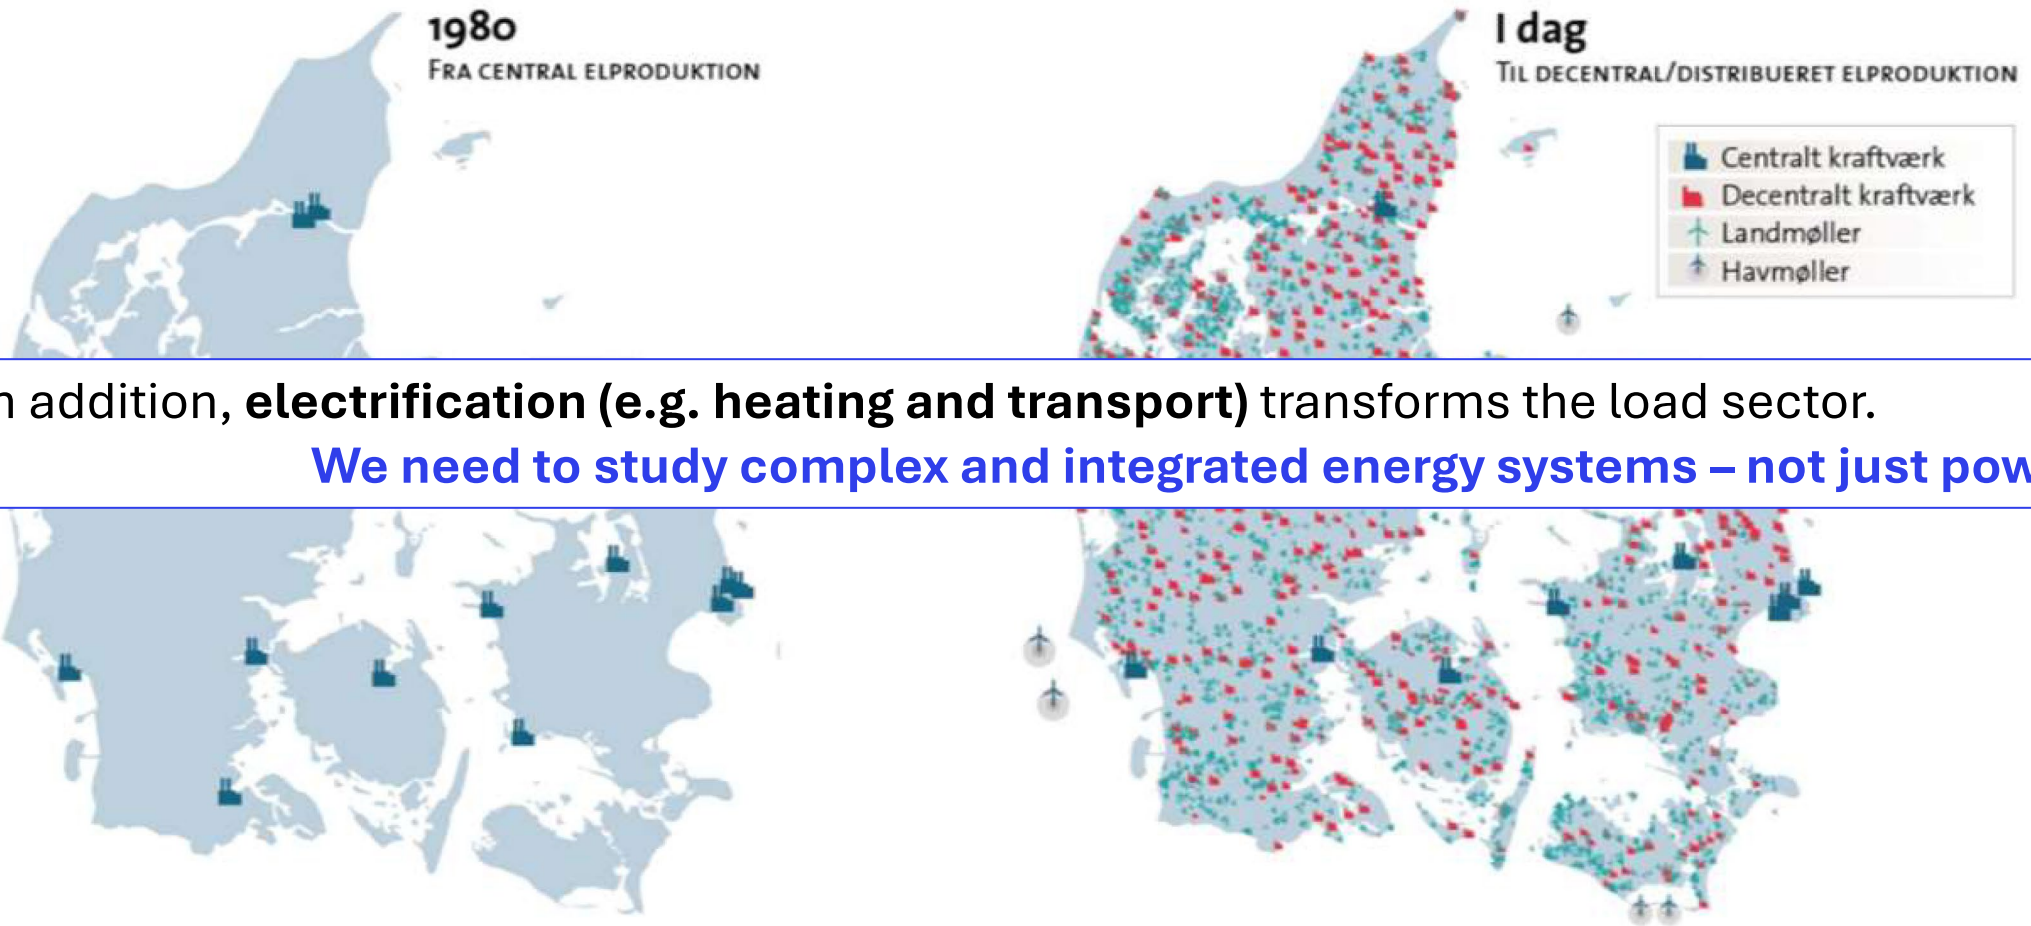 1980
FRA CENTRAL ELPRODUKTION
I dag
TIL DECENTRAL/DISTRIBUERET ELPRODUKTION
Centralt kraftværk
Decentralt kraftværk
Landmøller
Havmøller
n addition, electrification (e.g. heating and transport) transforms the load sector.
We need to study complex and integrated energy systems – not just pow